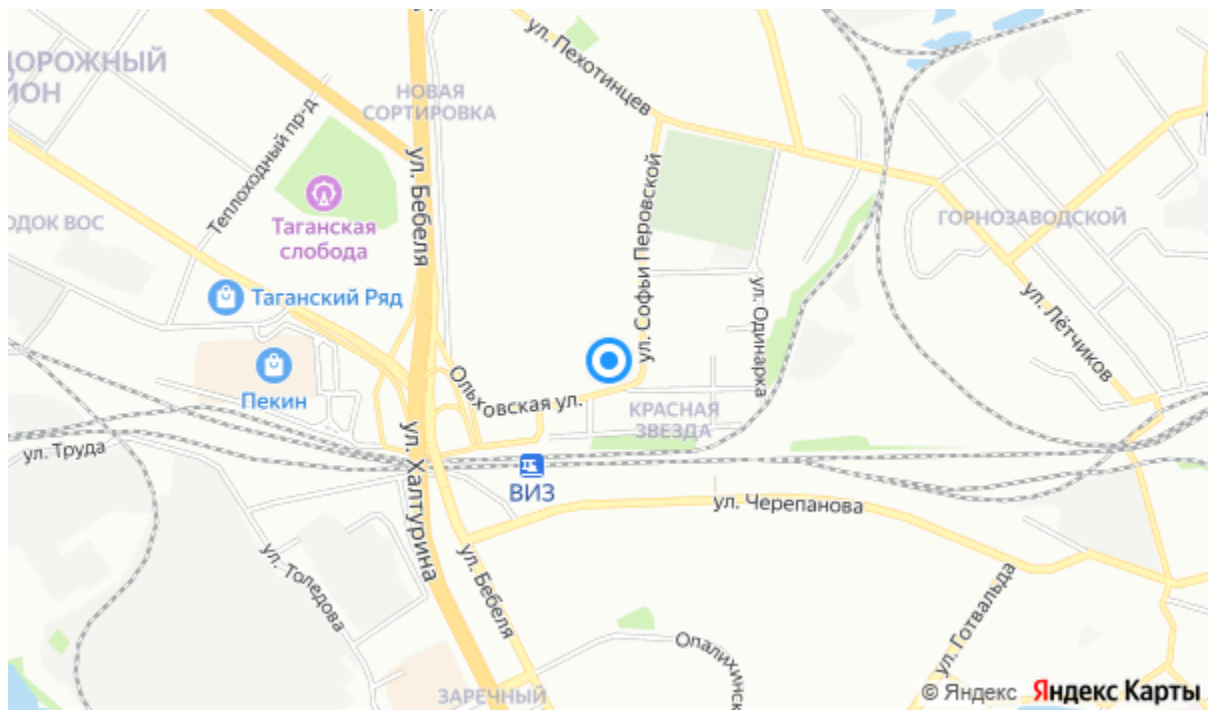 ДОРОЖНЫЙ
ИОН
НОВАЯ
СОРТИРОВКА
ул. Пехотинцев
Теплоходный пр-д
ул. Бебеля
Таганская
слобода
ул. Софьи Перовской
ГОРНОЗАВОДСКОЙ
ОДОК ВОС
Таганский Ряд
ул. Одинарка
ул. Лётчиков
Пекин
Ольховская ул.
КРАСНАЯ
ЗВЕЗДА
ул. Труда
ул. Халтурина
ВИЗ
ул. Черепанова
ул. Толедова
ул. Бебеля
ул. Готвальда
Опалихинск
ЗАРЕЧНЫЙ
© Яндекс Яндекс Карты